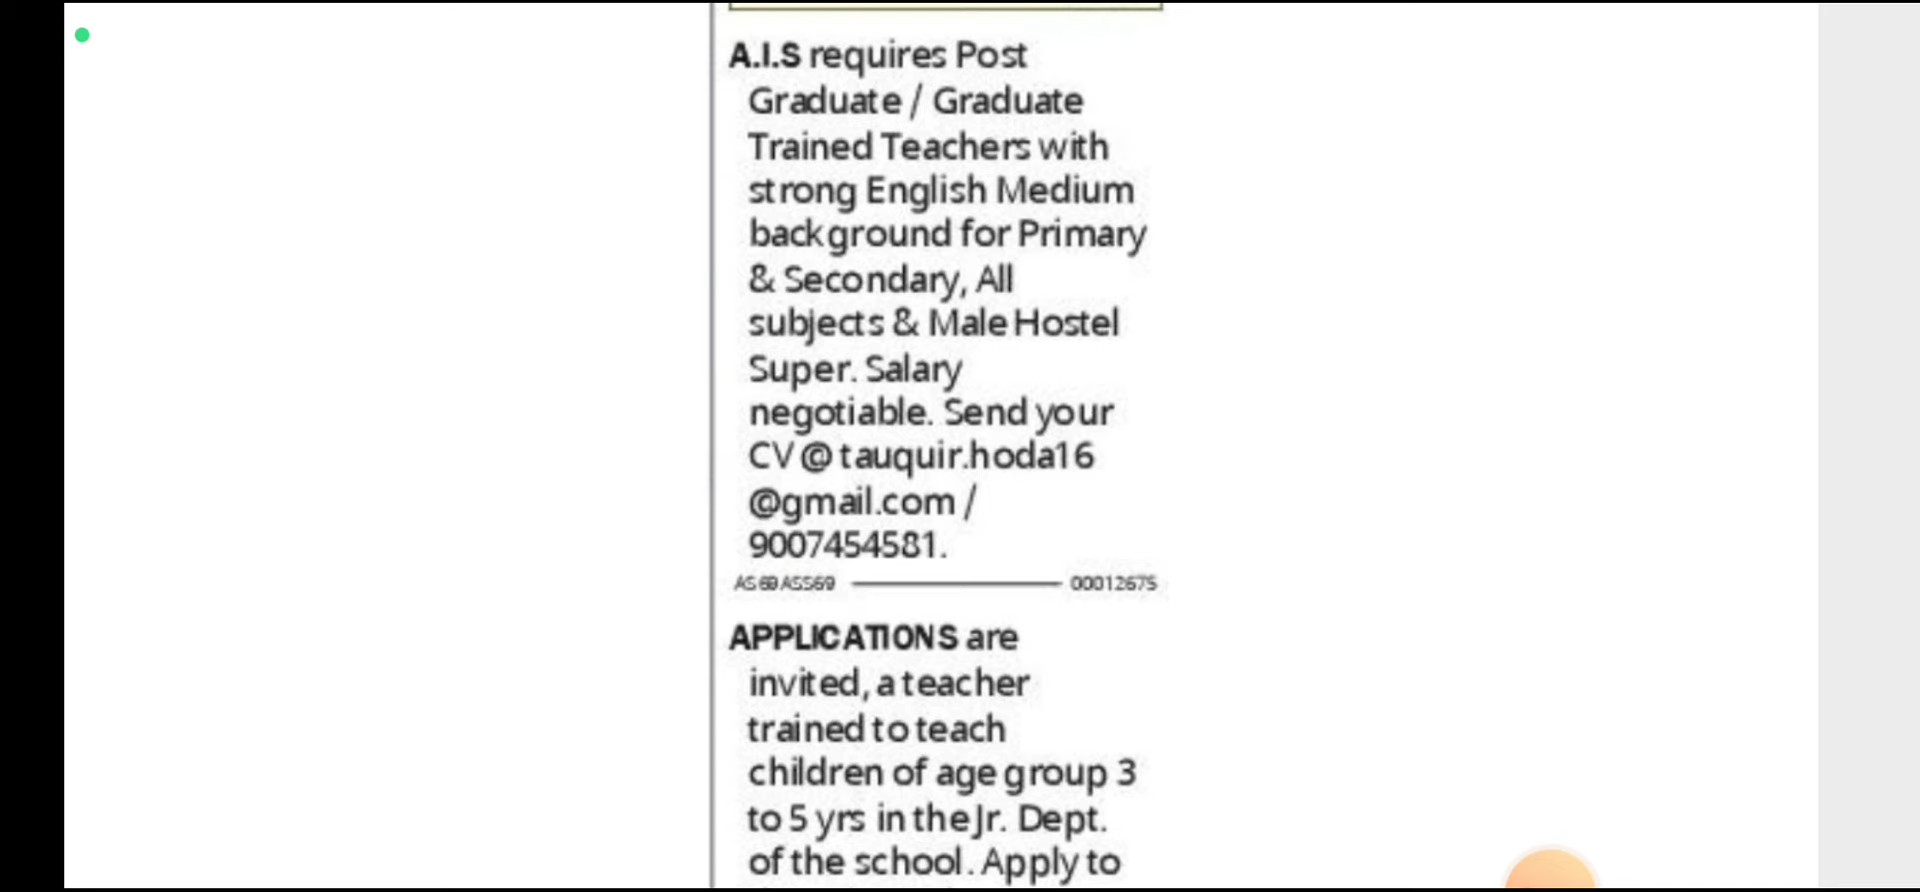 A.I.S requires Post
Graduate / Graduate
Trained Teachers with
strong English Medium
background for Primary
& Secondary, All
subjects & Male Hostel
Super. Salary
negotiable. Send your
CV @ tauquir.hoda16
@gmail.com /
9007454581.
00012675
APPLICATIONS are
invited, a teacher
trained to teach
children of age group 3
to 5 yrs in the Jr. Dept.
of the school. Apply to